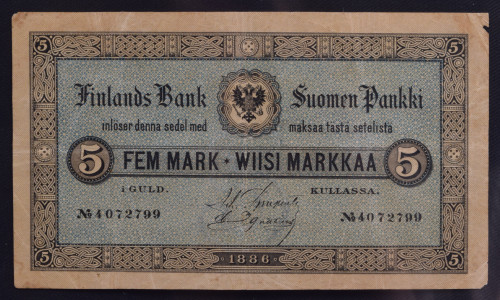 5 5
Finlands Bank Suomen Pankki
inlöser denna sedel med maksaa tästä setelistä
5 FEM MARK • WIISI MARKKAA 5
i GULD. KULLASSA.
№4072799 №4072799
5 1886 5